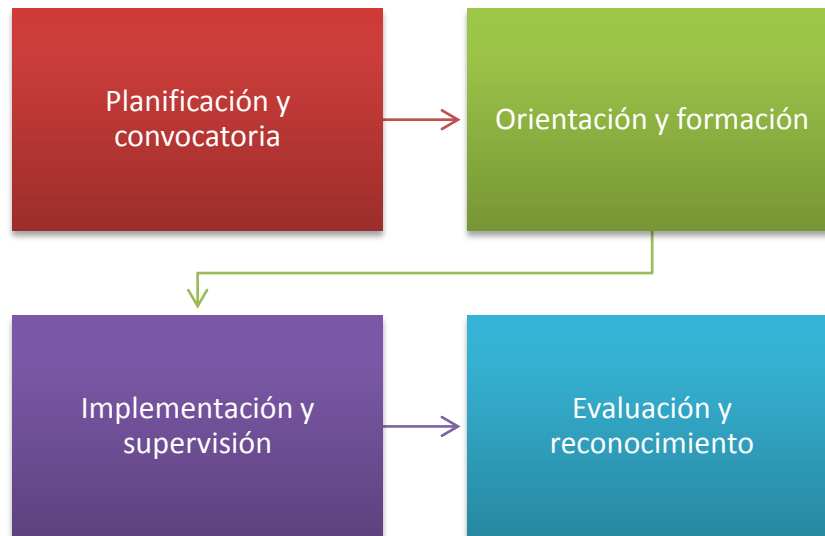 Planificación y
convocatoria
Orientación y formación
Implementación y
supervisión
Evaluación y
reconocimiento